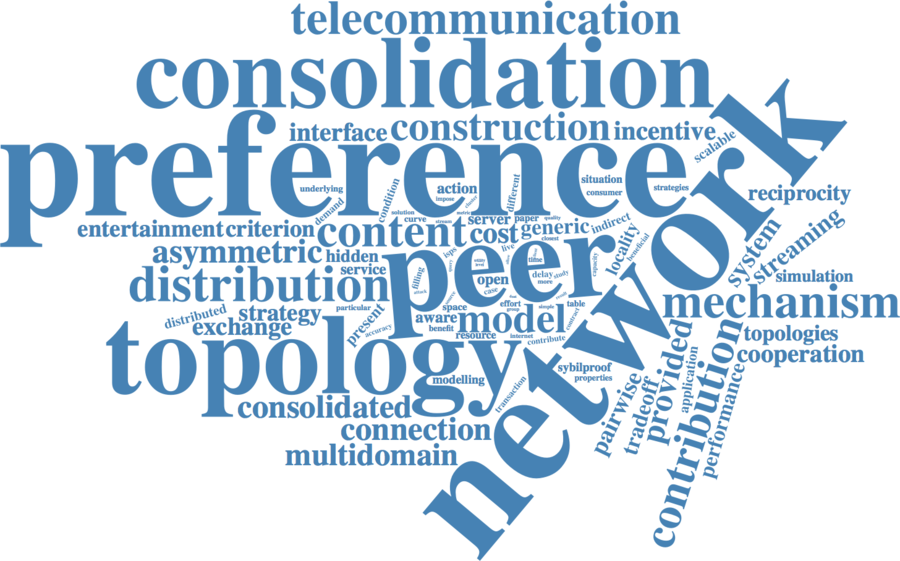 telecommunication
consolidation
preference
interface
construction
incentive
scalable
network
underlying
condition
action
impose
different
situation
consumer
strategies
reciprocity
demand
solution
curve
server
paper
quality
indirect
entertainment
criterion
content
cost
generic
closest
locality
beneficial
system
streaming
asymmetric
hidden
isps
live
peer
time
capacity
service
filling
open
delay
study
more
case
simulation
distribution
mechanism
distributed
strategy
particular
space
effort
group
simple
table
exchange
present
accuracy
aware
model
contract
benefit
resource
internet
contribute
topologies
topology
cooperation
modelling
sybilproof
properties
transaction
consolidated
pairwise
tradeoff
provided
application
contribution
performance
connection
multidomain